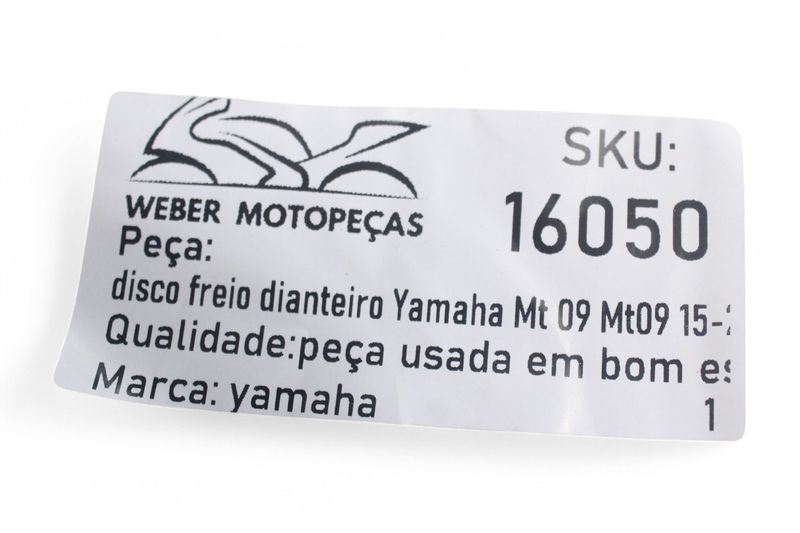 WEBER MOTOPEÇAS
SKU:
16050
Peça:
disco freio dianteiro Yamaha Mt 09 Mt09 15-
Qualidade:peça usada em bom es
Marca: yamaha
1